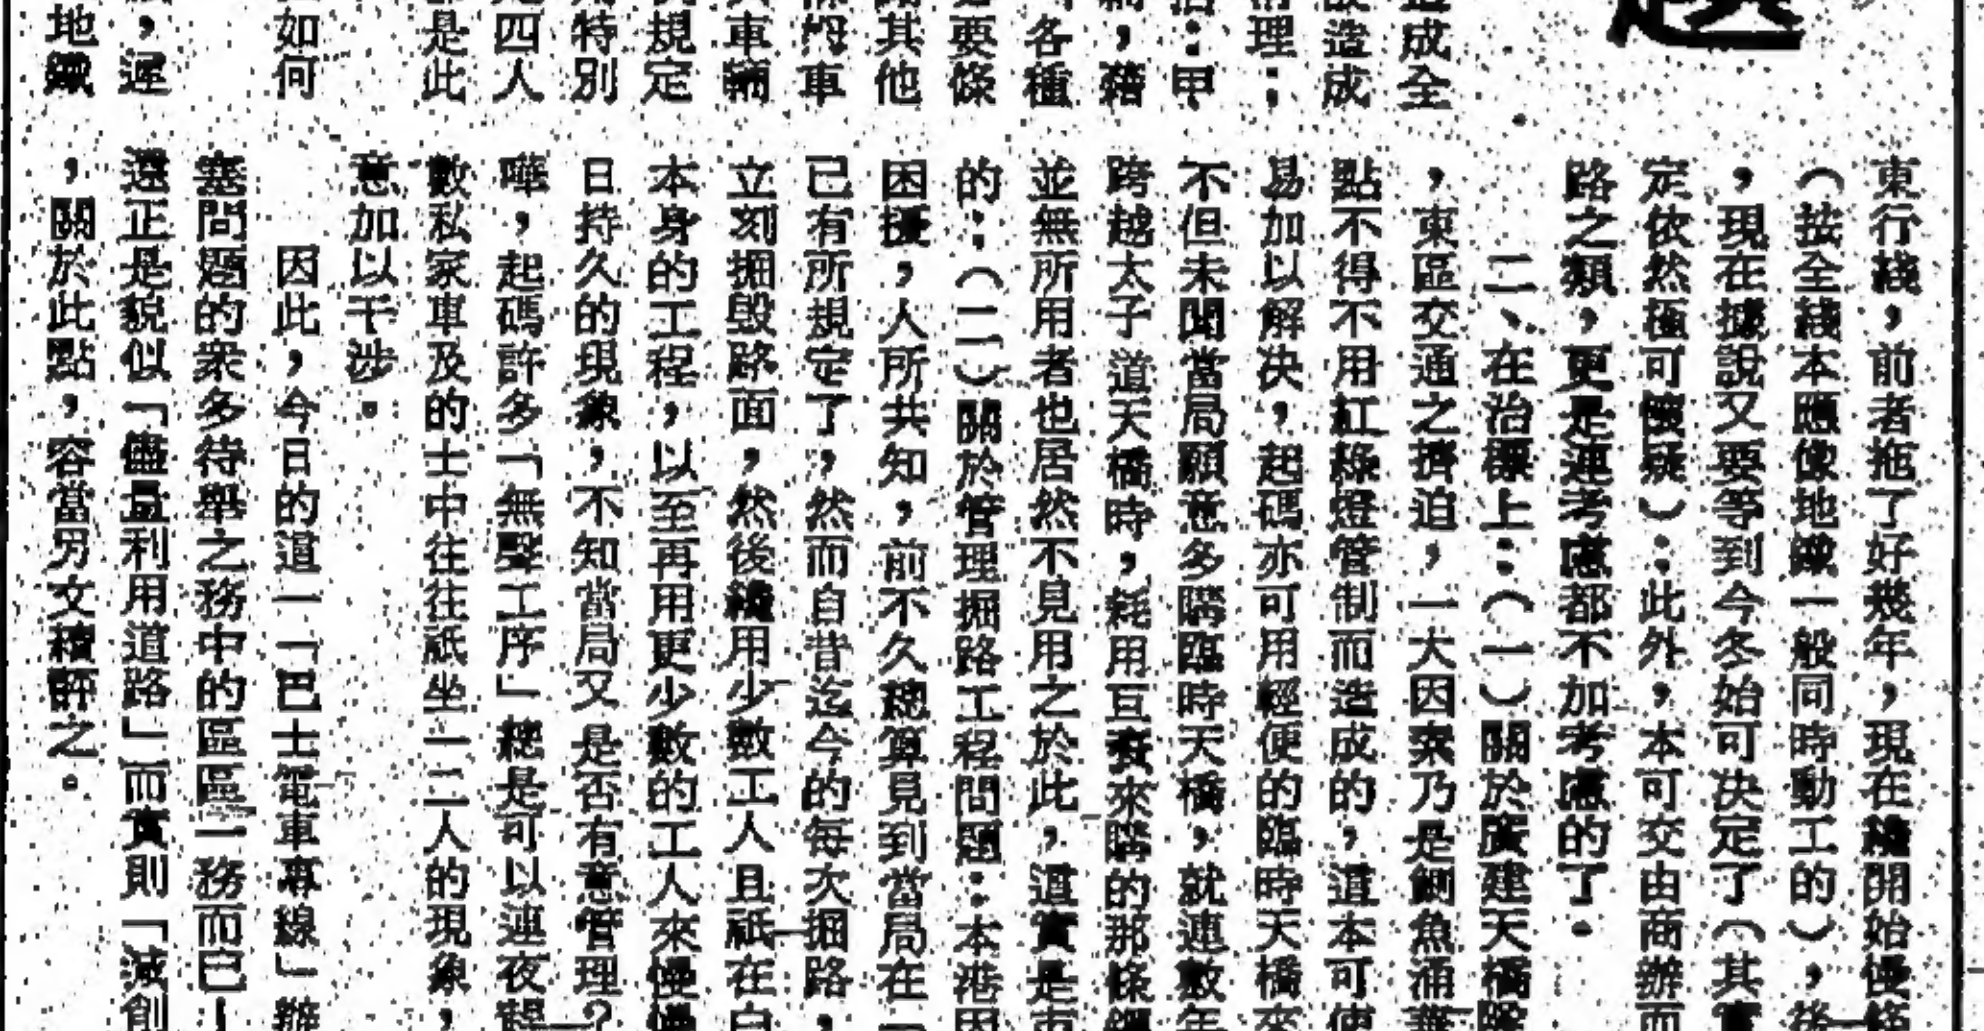 題
造成全
造成
理：
：甲
，藉
各種
要條
其他
車
車輛
規定
特別
四人
是此
如何
，遲
地鐵
東行綫，前者拖了好幾年，現在纔開始慢條
（按全綫本應像地鐵一般同時動工的），後
，現在據說又要等到今冬始可決定了（其實
定依然極可懷疑）：此外，本可交由商辦而
路之類，更是連考慮都不加考慮的了。
二、在治標上：（一）關於廣建天橋
，東區交通之擠迫，一大因素乃是鰂魚涌華
點不得不用紅綠燈管制而造成的，這本可使
易加以解決，起碼亦可用輕便的臨時天橋來
不但未聞當局願意多購臨時天橋，就連數年
跨越太子道天橋時，耗用巨資來購的那條鋼
並無所用者也居然不見用之於此，這實是
的；（二）關於管理掘路工程問題：本港因
困擾，人所共知，前不久總算見到當局在一
已有所規定了，然而自昔迄今的每次掘路，
立刻掘毀路面，然後纔用少數工人且祇在白
本身的工程，以至再用更少數的工人來慢慢
日持久的現象，不知當局又是否有意管理？
嘩，起碼許多「無聲工序」總是可以連夜趕
數私家車及的士中往往祇坐一二人的現象，
意加以干涉。
因此，今日的這一「巴士電車專線」辦
塞問題的衆多待舉之務中的區區一務而已！
還正是貌似「儘量利用道路」而實則「減創
，關於此點，容當另文續評之。